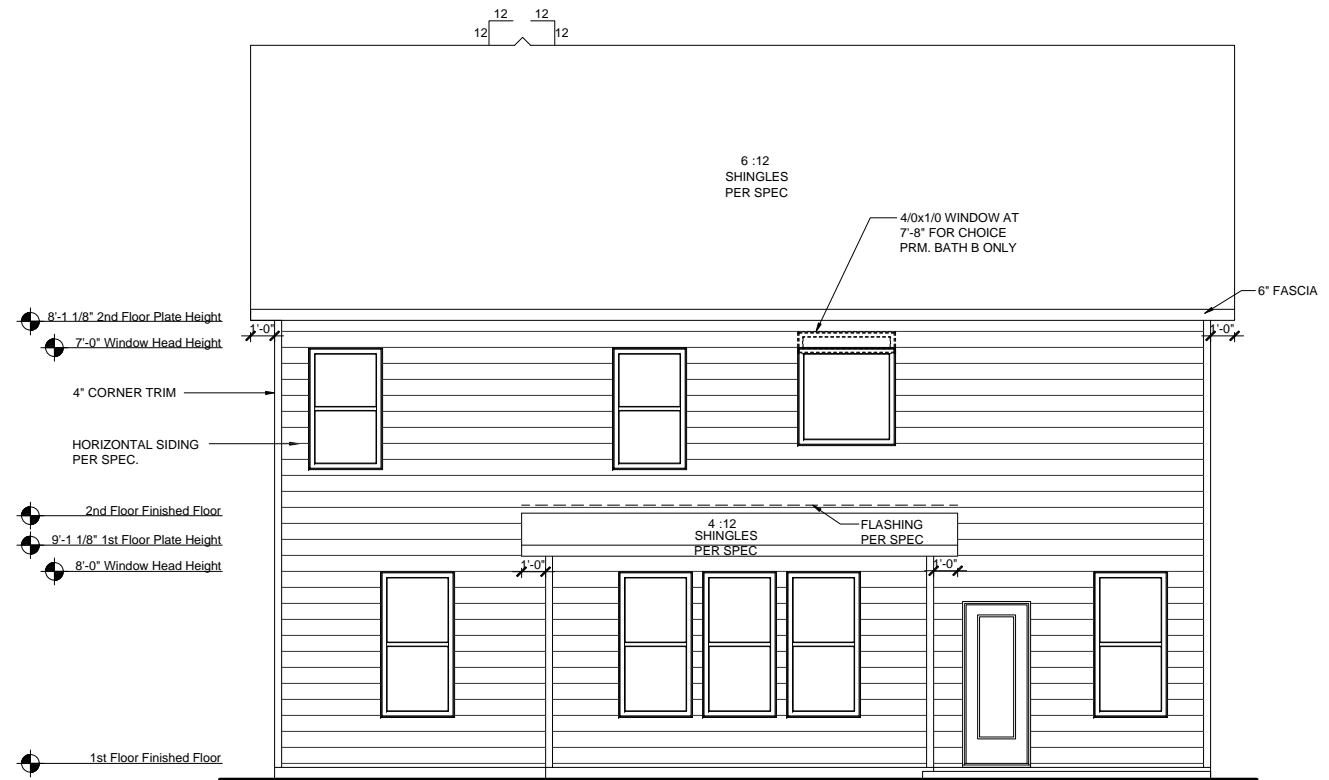 12 12
12 12
6 :12
SHINGLES
PER SPEC
4/0x1/0 WINDOW AT
7'-8" FOR CHOICE
PRM. BATH B ONLY
6" FASCIA
8'-1 1/8" 2nd Floor Plate Height
1'-0" 1'-0"
7'-0" Window Head Height
4" CORNER TRIM
HORIZONTAL SIDING
PER SPEC.
2nd Floor Finished Floor
4 :12
SHINGLES
PER SPEC
FLASHING
PER SPEC
9'-1 1/8" 1st Floor Plate Height
8'-0" Window Head Height
1'-0" 1'-0"
1st Floor Finished Floor